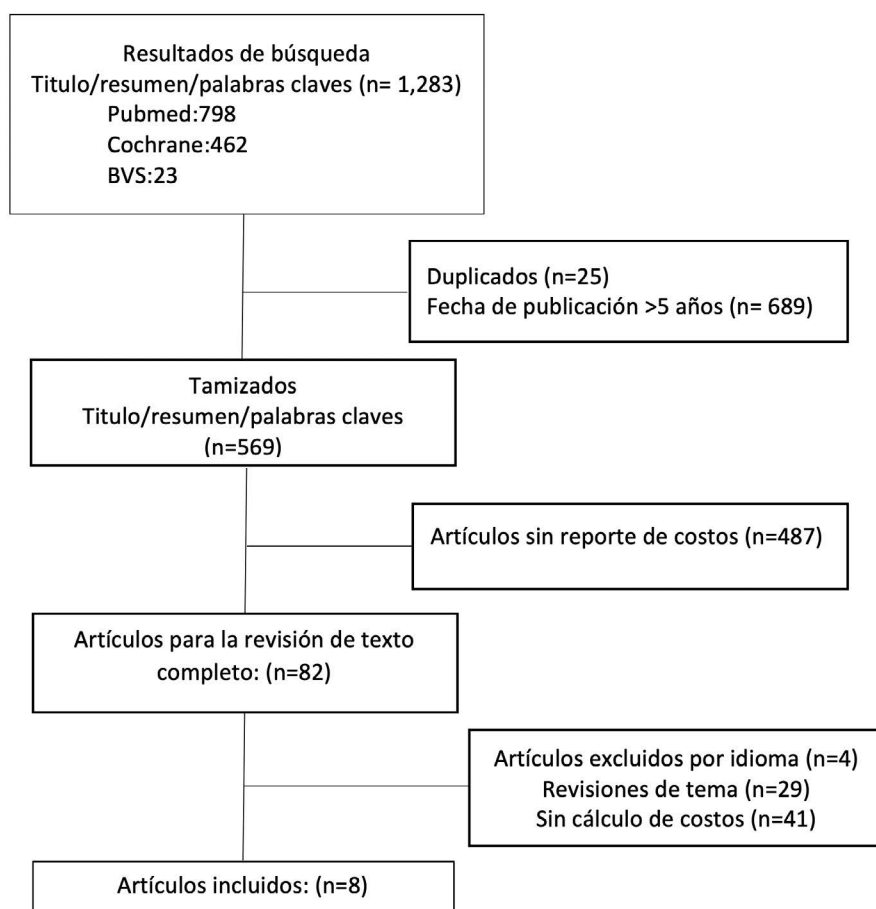 Resultados de búsqueda
Titulo/resumen/palabras claves (n= 1,283)
Pubmed:798
Cochrane:462
BVS:23
Duplicados (n=25)
Fecha de publicación >5 años (n= 689)
Tamizados
Titulo/resumen/palabras claves
(n=569)
Artículos sin reporte de costos (n=487)
Artículos para la revisión de texto
completo: (n=82)
Artículos excluidos por idioma (n=4)
Revisiones de tema (n=29)
Sin cálculo de costos (n=41)
Artículos incluidos: (n=8)